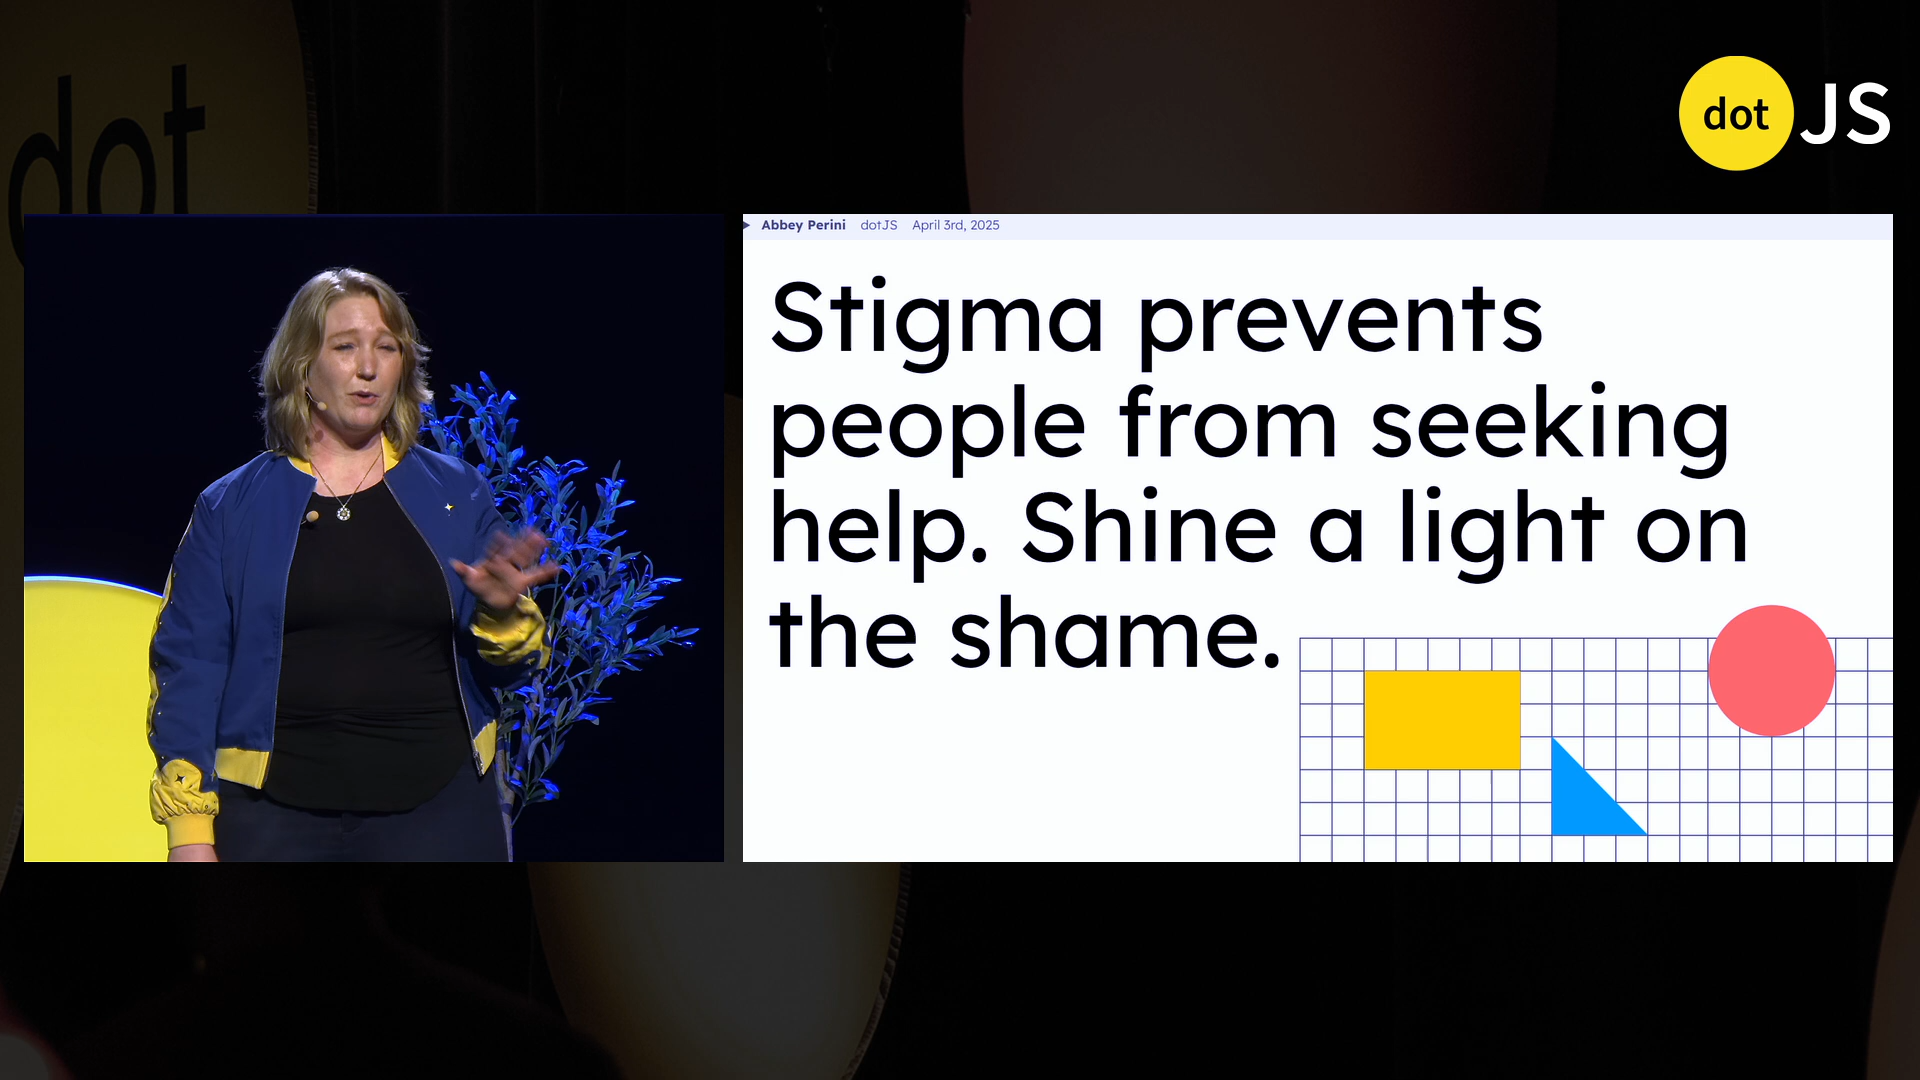 dot
dot JS
Abbey Perini dotJS April 3rd, 2025
Stigma prevents
people from seeking
help. Shine a light on
the shame.